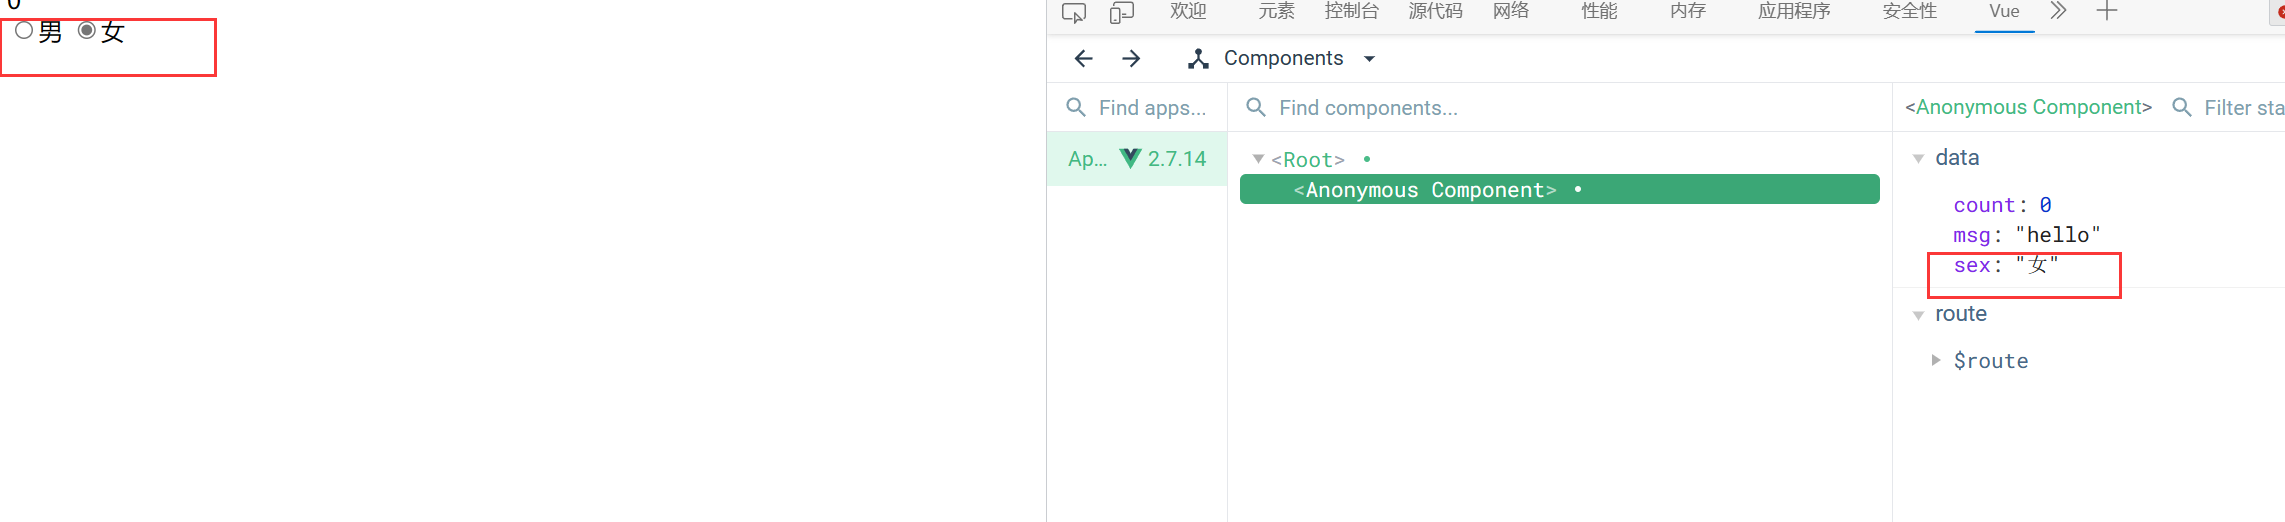 0
男 女
欢迎 元素 控制台 源代码 网络 性能 内存 应用程序 安全性 Vue
Components
Find apps...
Find components...
<Anonymous Component>
Filter sta
Ap... 2.7.14
<Root>
<Anonymous Component>
data
count: 0
msg: "hello"
sex: "女"
route
$route